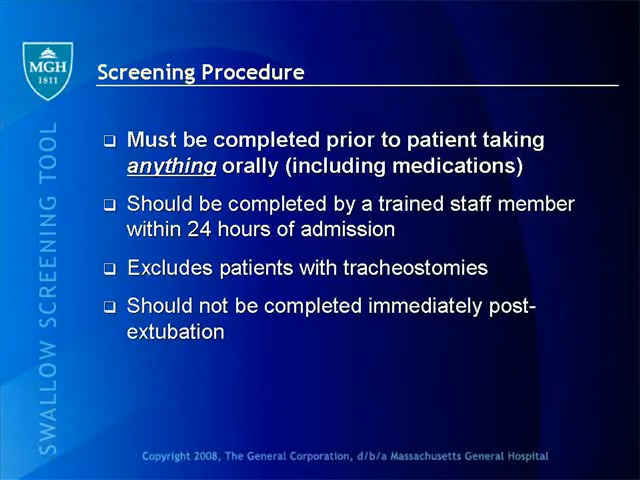 MGH
1811
Screening Procedure
SWALLOW SCREENING TOOL
❑ Must be completed prior to patient taking
anything orally (including medications)
❑ Should be completed by a trained staff member
within 24 hours of admission
❑ Excludes patients with tracheostomies
❑ Should not be completed immediately post-
extubation
Copyright 2008, The General Corporation, d/b/a Massachusetts General Hospital